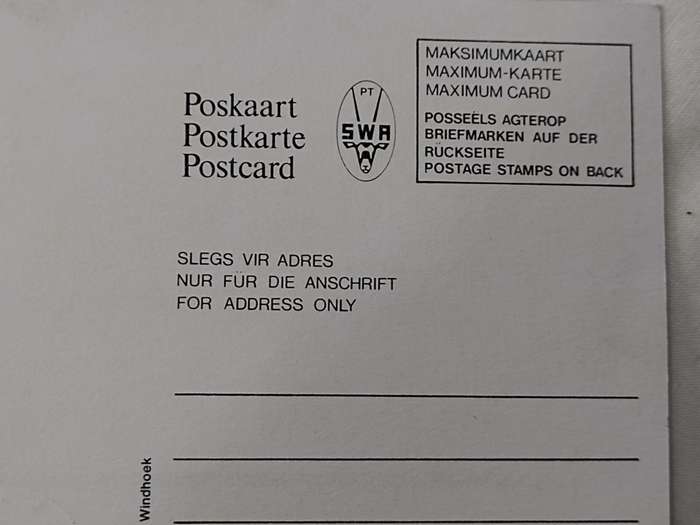 Poskaart
Postkarte
Postcard
PT
SWA
MAKSIMUMKAART
MAXIMUM-KARTE
MAXIMUM CARD
POSSEËLS AGTEROP
BRIEFMARKEN AUF DER
RÜCKSEITE
POSTAGE STAMPS ON BACK
SLEGS VIR ADRES
NUR FÜR DIE ANSCHRIFT
FOR ADDRESS ONLY
Windhoek